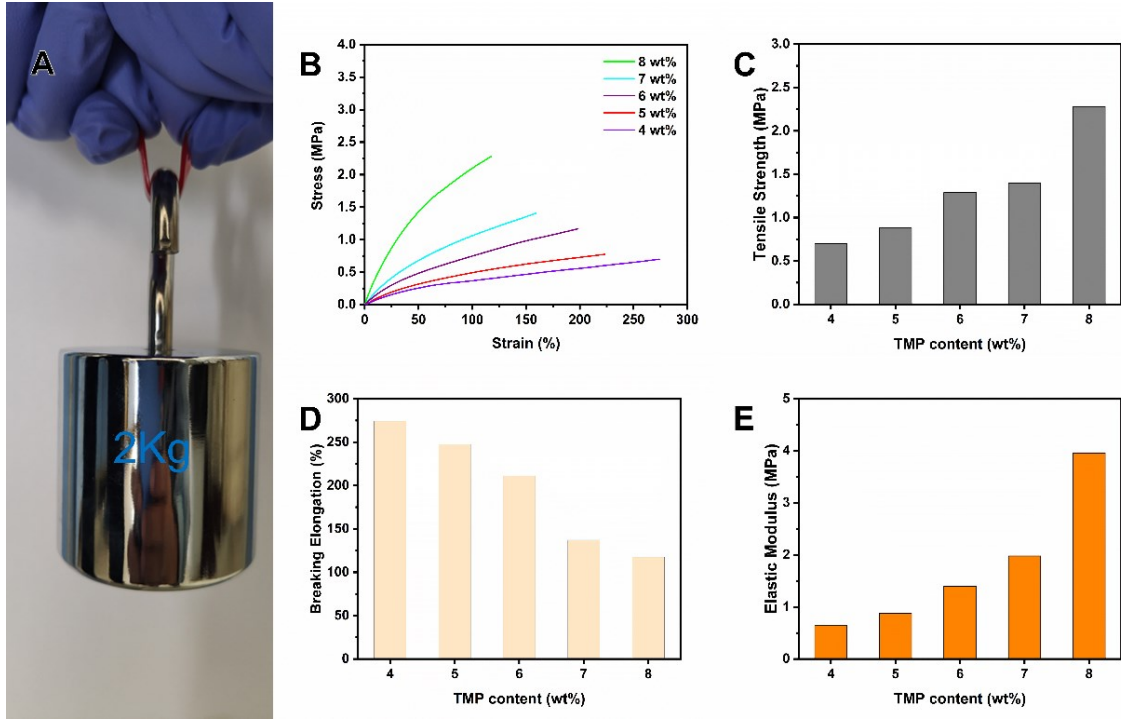 A
2Kg
B
Stress (MPa)
4.0
3.5
3.0
2.5
2.0
1.5
1.0
0.5
0.0
8 wt%
7 wt%
6 wt%
5 wt%
4 wt%
0 50 100 150 200 250 300
Strain (%)
C
Tensile Strength (MPa)
3.0
2.5
2.0
1.5
1.0
0.5
0.0
4 5 6 7 8
TMP content (wt%)
D
Breaking Elongation (%)
300
250
200
150
100
50
0
4 5 6 7 8
TMP content (wt%)
E
Elastic Modulus (MPa)
5
4
3
2
1
0
4 5 6 7 8
TMP content (wt%)